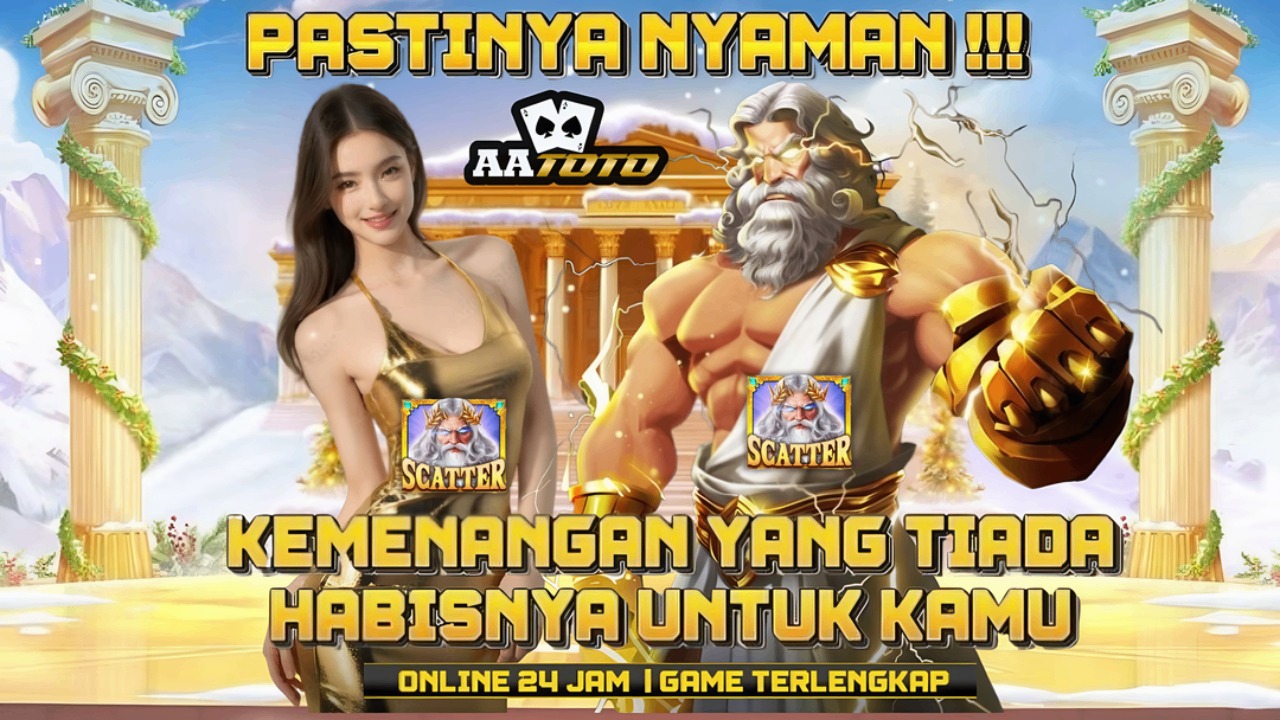 PASTINYA NYAMAN !!!
AATOTO
SCATTER
SCATTER
KEMENANGAN YANG TIADA
HABISNYA UNTUK KAMU
ONLINE 24 JAM | GAME TERLENGKAP